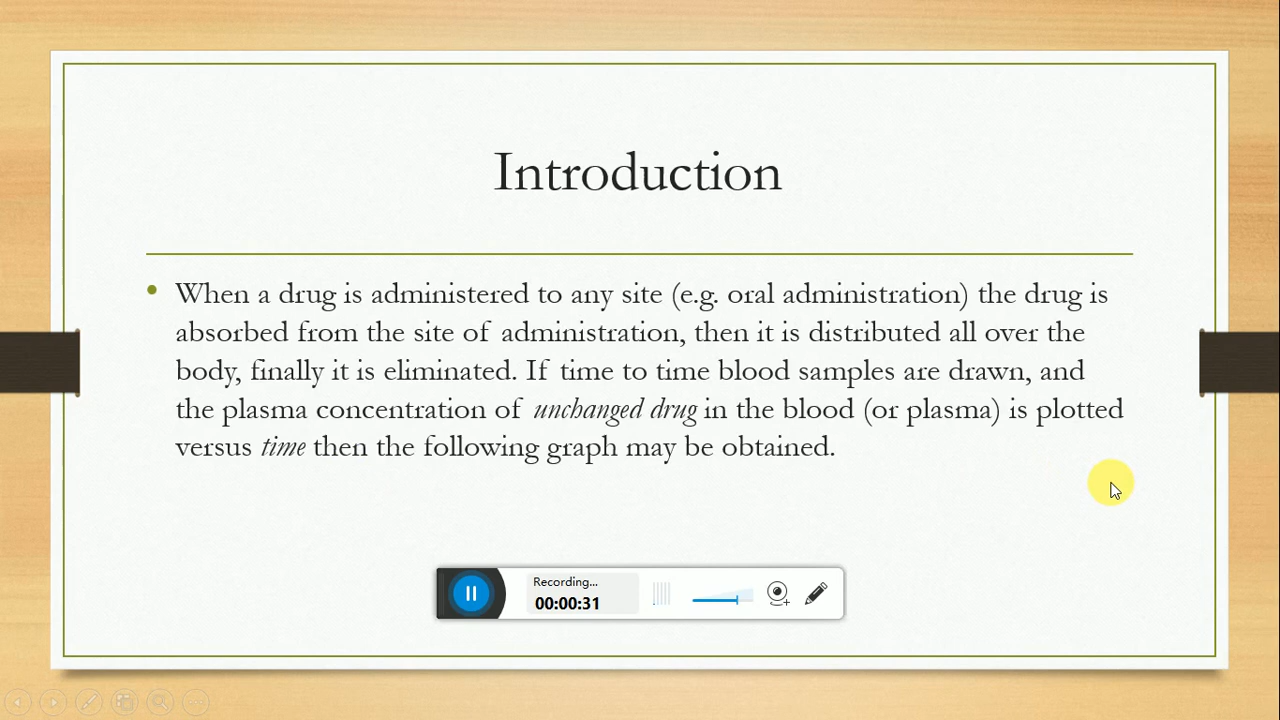 Introduction
• When a drug is administered to any site (e.g. oral administration) the drug is
absorbed from the site of administration, then it is distributed all over the
body, finally it is eliminated. If time to time blood samples are drawn, and
the plasma concentration of unchanged drug in the blood (or plasma) is plotted
versus time then the following graph may be obtained.
Recording...
00:00:31